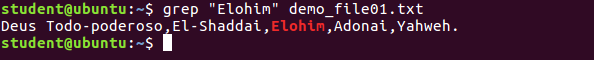 student@ubuntu:~$ grep "Elohim" demo_file01.txt
Deus Todo-poderoso,El-Shaddai,Elohim,Adonai,Yahweh.
student@ubuntu:~$